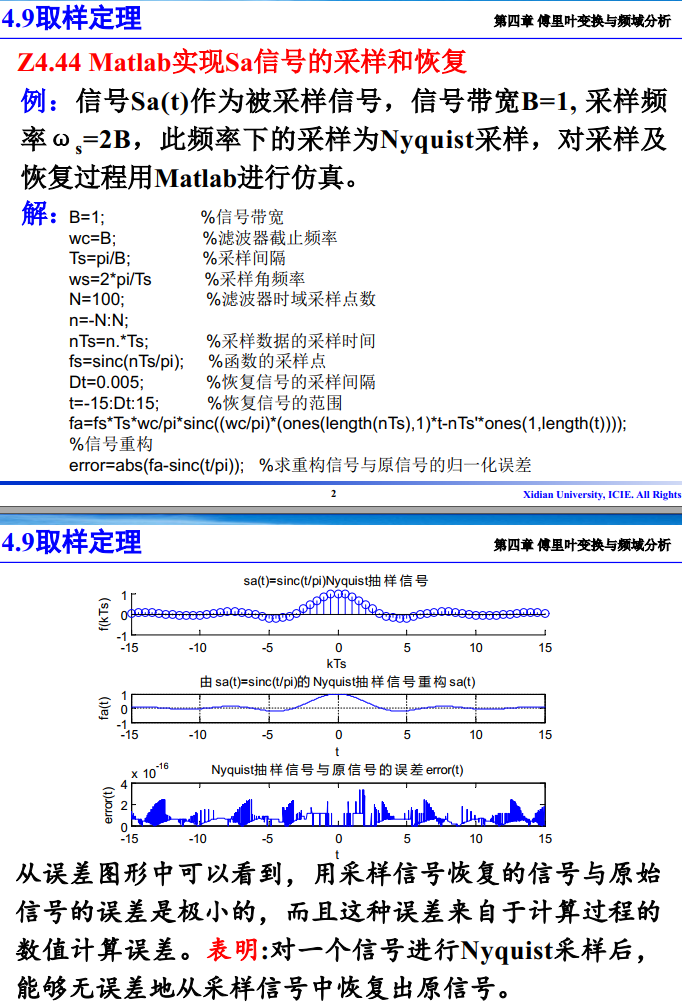 4.9取样定理
第四章 傅里叶变换与频域分析
Z4.44 Matlab实现Sa信号的采样和恢复
例：信号Sa(t)作为被采样信号，信号带宽B=1, 采样频
率ωs=2B，此频率下的采样为Nyquist采样，对采样及
恢复过程用Matlab进行仿真。
解：B=1; %信号带宽
wc=B; %滤波器截止频率
Ts=pi/B; %采样间隔
ws=2*pi/Ts %采样角频率
N=100; %滤波器时域采样点数
n=-N:N;
nTs=n.*Ts; %采样数据的采样时间
fs=sinc(nTs/pi); %函数的采样点
Dt=0.005; %恢复信号的采样间隔
t=-15:Dt:15; %恢复信号的范围
fa=fs*Ts*wc/pi*sinc((wc/pi)*(ones(length(nTs),1)*t-nTs'*ones(1,length(t))));
%信号重构
error=abs(fa-sinc(t/pi)); %求重构信号与原信号的归一化误差
2
Xidian University, ICIE. All Rights
4.9取样定理
第四章 傅里叶变换与频域分析
sa(t)=sinc(t/pi)Nyquist抽样信号
f(kTs)
1
0
-1
-15 -10 -5 0 5 10 15
kTs
由sa(t)=sinc(t/pi)的Nyquist抽样信号重构sa(t)
fa(t)
1
0
-1
-15 -10 -5 0 5 10 15
t
x 10-16
Nyquist抽样信号与原信号的误差error(t)
error(t)
4
2
0
-15 -10 -5 0 5 10 15
t
从误差图形中可以看到，用采样信号恢复的信号与原始
信号的误差是极小的，而且这种误差来自于计算过程的
数值计算误差。表明:对一个信号进行Nyquist采样后，
能够无误差地从采样信号中恢复出原信号。